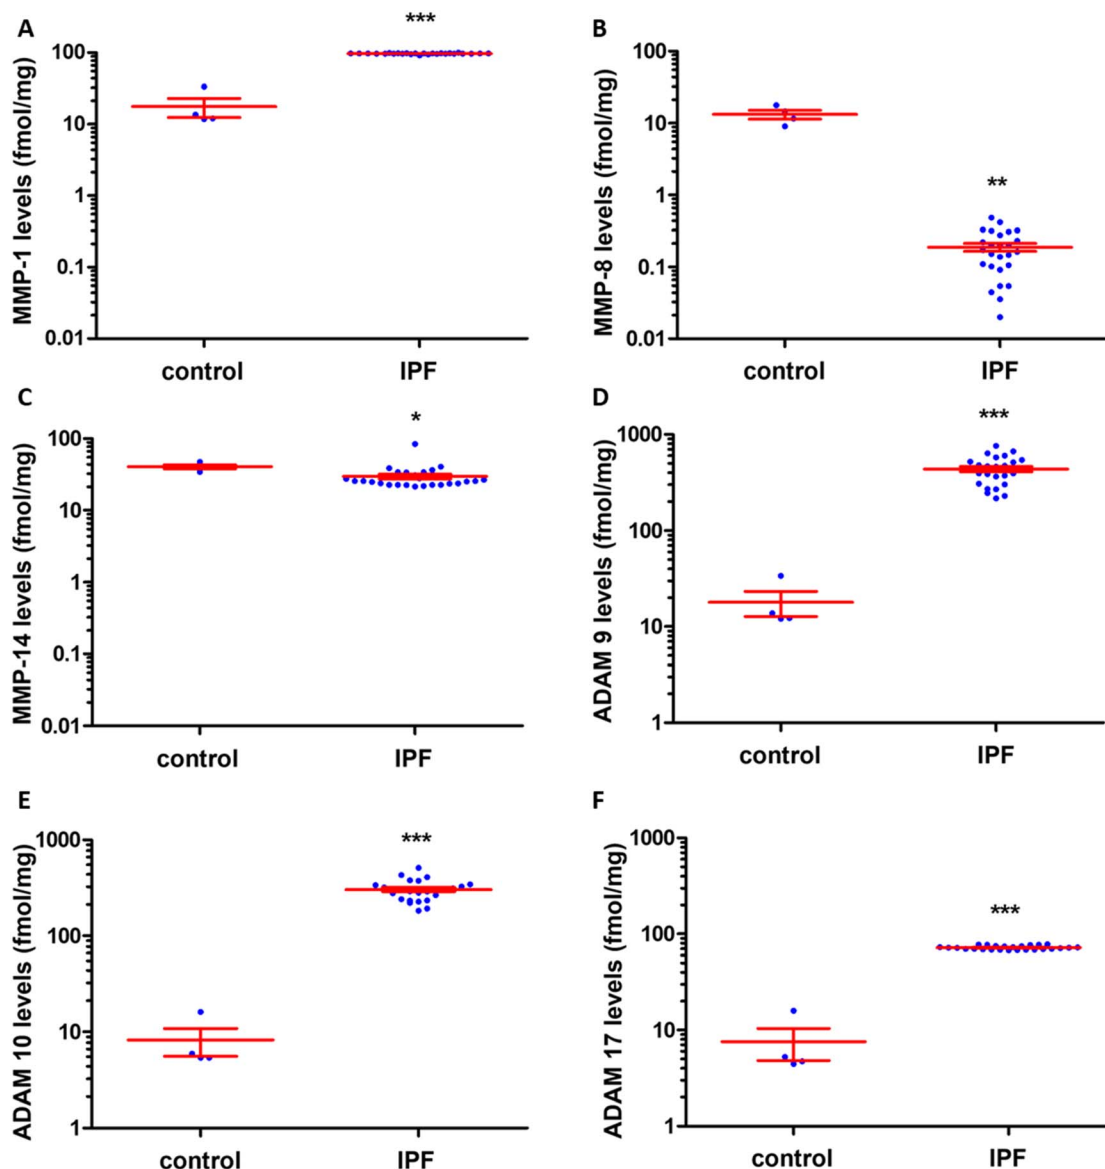 A
MMP-1 levels (fmol/mg)
100
10
1
0.1
0.01
***
control
IPF
B
MMP-8 levels (fmol/mg)
100
10
1
0.1
0.01
**
control
IPF
C
MMP-14 levels (fmol/mg)
100
10
1
0.1
0.01
*
control
IPF
D
ADAM 9 levels (fmol/mg)
1000
100
10
1
***
control
IPF
E
ADAM 10 levels (fmol/mg)
1000
100
10
1
***
control
IPF
F
ADAM 17 levels (fmol/mg)
1000
100
10
1
***
control
IPF